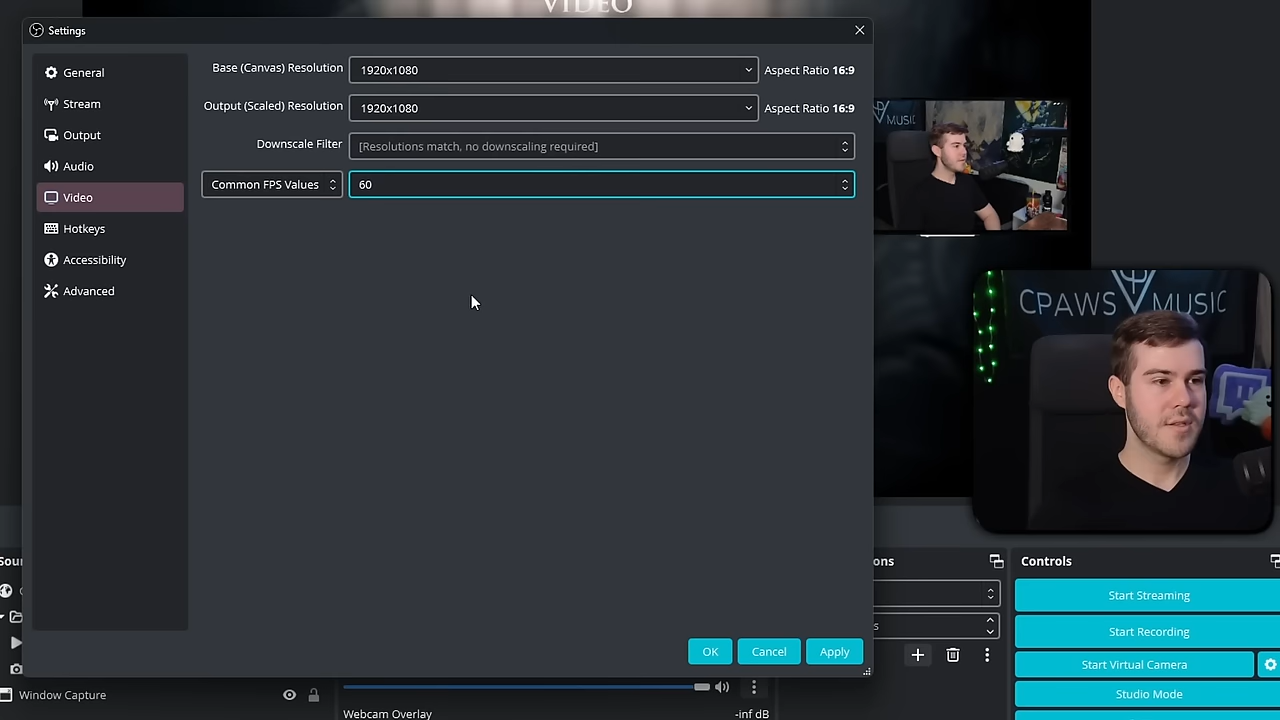 VIDEO
Settings
General
Stream
Output
Audio
Video
Hotkeys
Accessibility
Advanced
Base (Canvas) Resolution 1920x1080 Aspect Ratio 16:9
Output (Scaled) Resolution 1920x1080 Aspect Ratio 16:9
Downscale Filter [Resolutions match, no downscaling required]
Common FPS Values 60
OK Cancel Apply
MUSIC
CPAWS MUSIC
Sour
ons
s
Controls
Start Streaming
Start Recording
Start Virtual Camera
Studio Mode
Window Capture
Webcam Overlay -inf dB